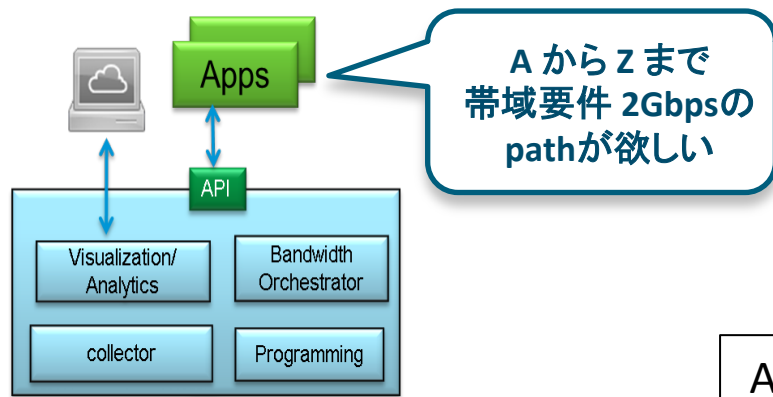 Apps
A から Z まで
帯域要件 2Gbpsの
pathが欲しい
API
Visualization/
Analytics
Bandwidth
Orchestrator
collector
Programming
A